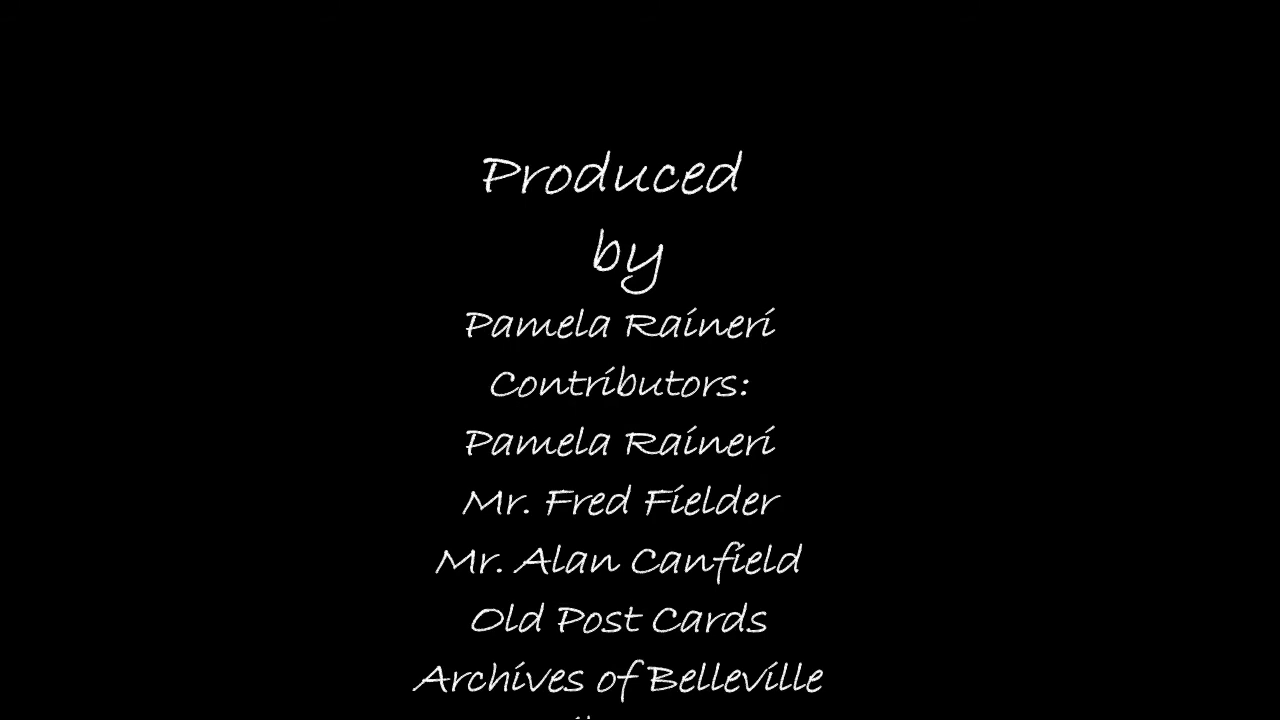 Produced
by
Pamela Raineri
Contributors:
Pamela Raineri
Mr. Fred Fielder
Mr. Alan Canfield
Old Post Cards
Archives of Belleville